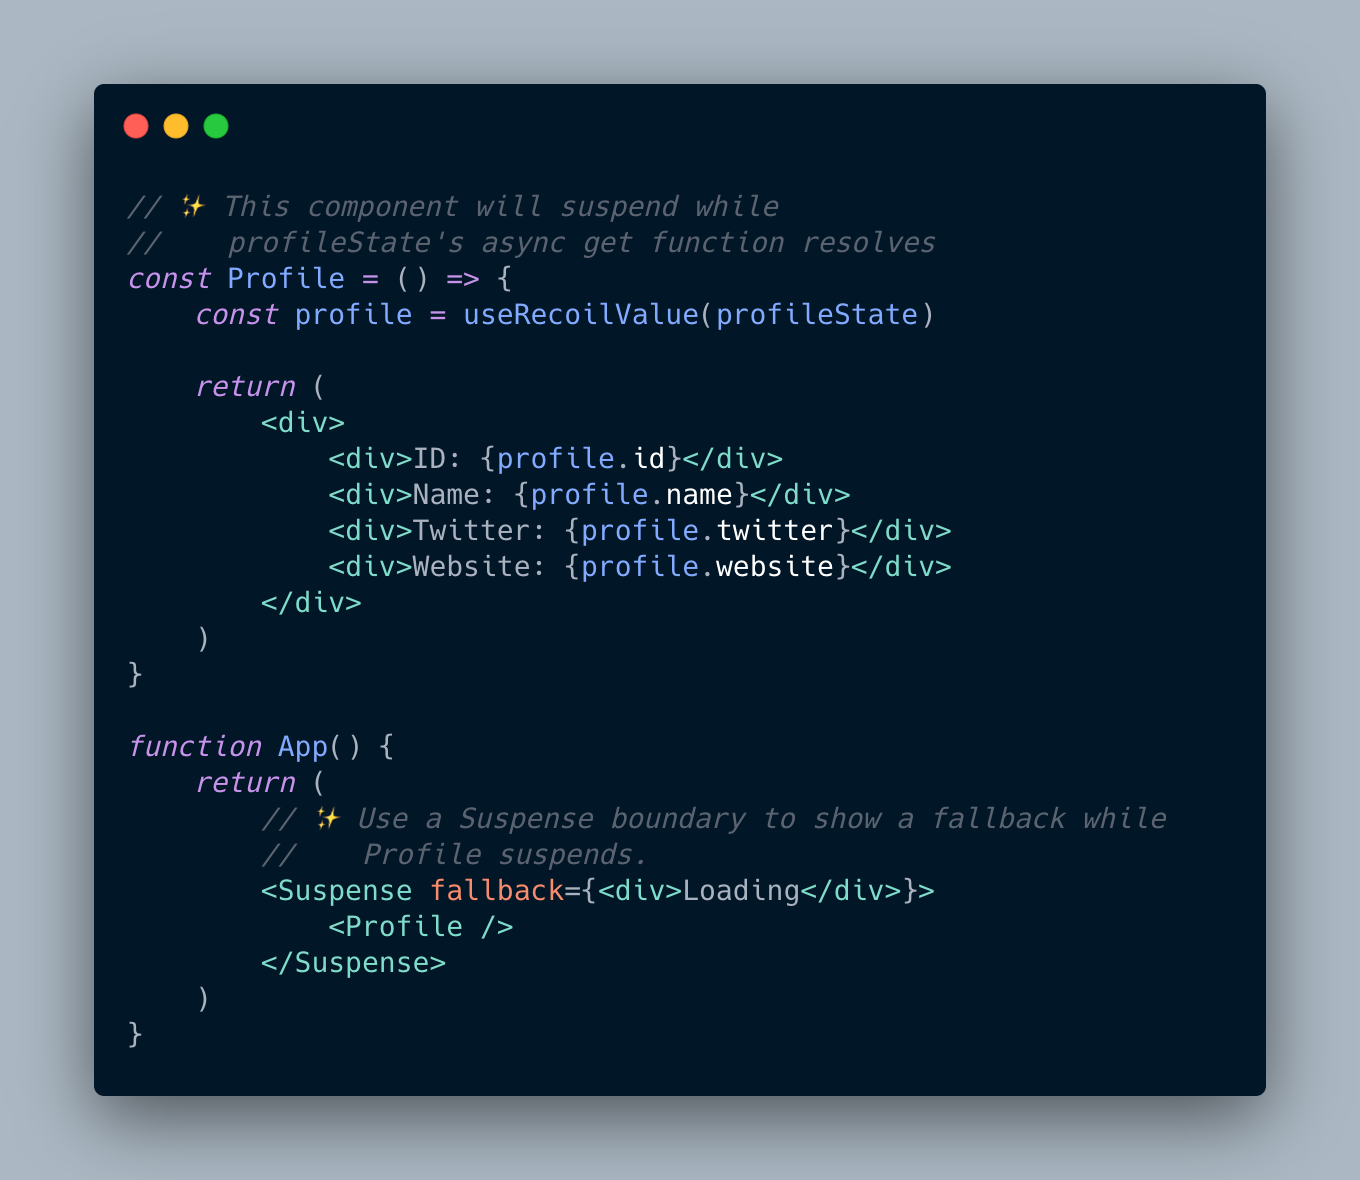 // ✨ This component will suspend while
//    profileState's async get function resolves
const Profile = () => {
    const profile = useRecoilValue(profileState)

    return (
        <div>
            <div>ID: {profile.id}</div>
            <div>Name: {profile.name}</div>
            <div>Twitter: {profile.twitter}</div>
            <div>Website: {profile.website}</div>
        </div>
    )
}

function App() {
    return (
        // ✨ Use a Suspense boundary to show a fallback while
        //    Profile suspends.
        <Suspense fallback={<div>Loading</div>}>
            <Profile />
        </Suspense>
    )
}